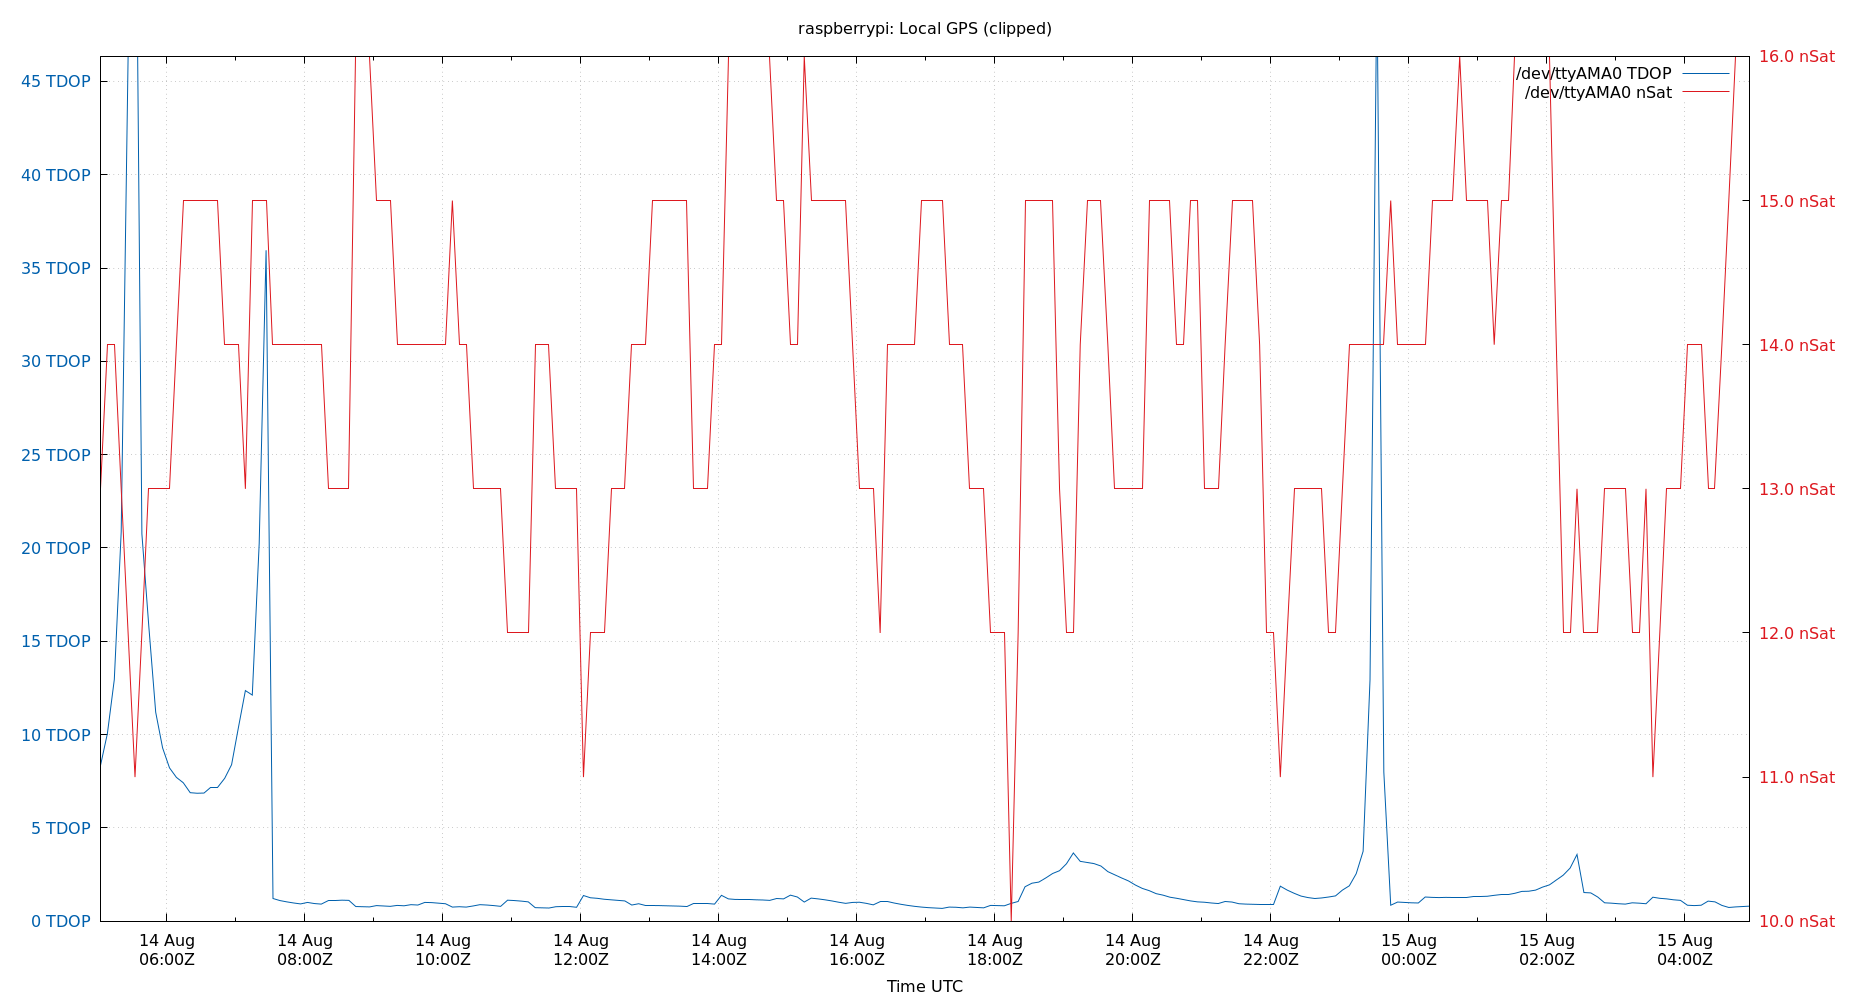 raspberrypi: Local GPS (clipped)
/dev/ttyAMA0 TDOP
/dev/ttyAMA0 nSat
45 TDOP
40 TDOP
35 TDOP
30 TDOP
25 TDOP
20 TDOP
15 TDOP
10 TDOP
5 TDOP
0 TDOP
16.0 nSat
15.0 nSat
14.0 nSat
13.0 nSat
12.0 nSat
11.0 nSat
10.0 nSat
14 Aug
06:00Z
14 Aug
08:00Z
14 Aug
10:00Z
14 Aug
12:00Z
14 Aug
14:00Z
14 Aug
16:00Z
14 Aug
18:00Z
14 Aug
20:00Z
14 Aug
22:00Z
15 Aug
00:00Z
15 Aug
02:00Z
15 Aug
04:00Z
Time UTC